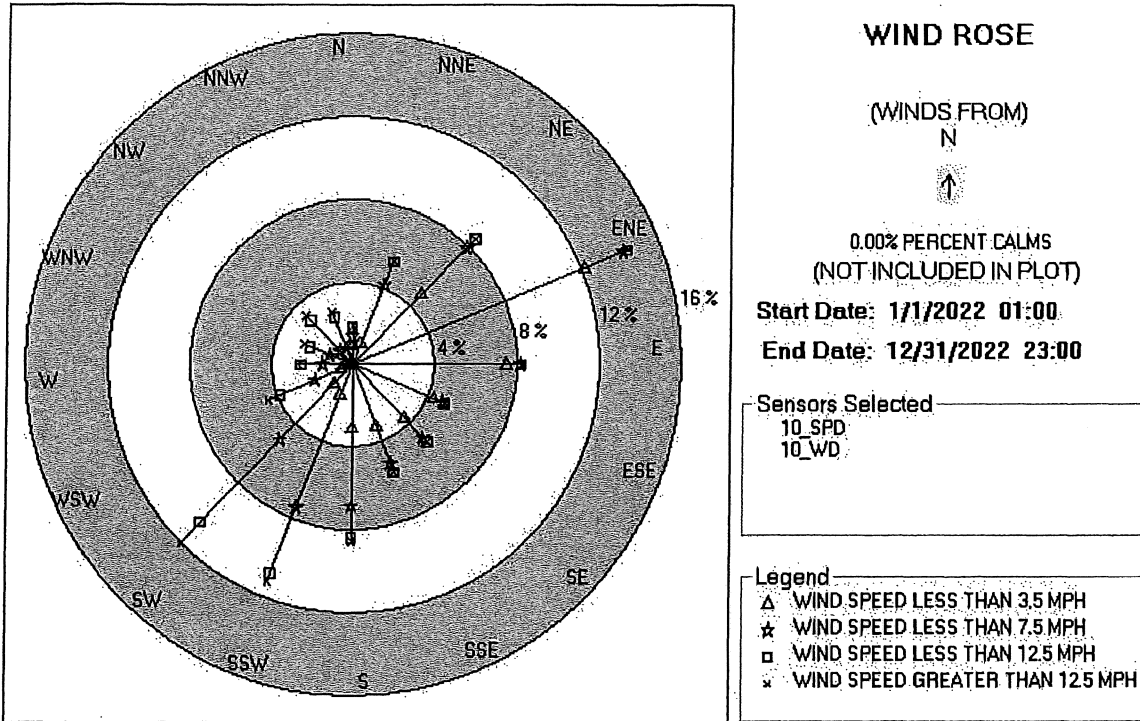 N
NNE
NE
ENE
E
ESE
SE
SSE
S
SSW
SW
WSW
W
WNW
NW
NNW
4 %
8 %
12 %
16 %
WIND ROSE
(WINDS FROM)
N
0.00% PERCENT CALMS
(NOT INCLUDED IN PLOT)
Start Date: 1/1/2022 01:00
End Date: 12/31/2022 23:00
Sensors Selected
10_SPD
10_WD
Legend
WIND SPEED LESS THAN 3.5 MPH
WIND SPEED LESS THAN 7.5 MPH
WIND SPEED LESS THAN 12.5 MPH
WIND SPEED GREATER THAN 12.5 MPH